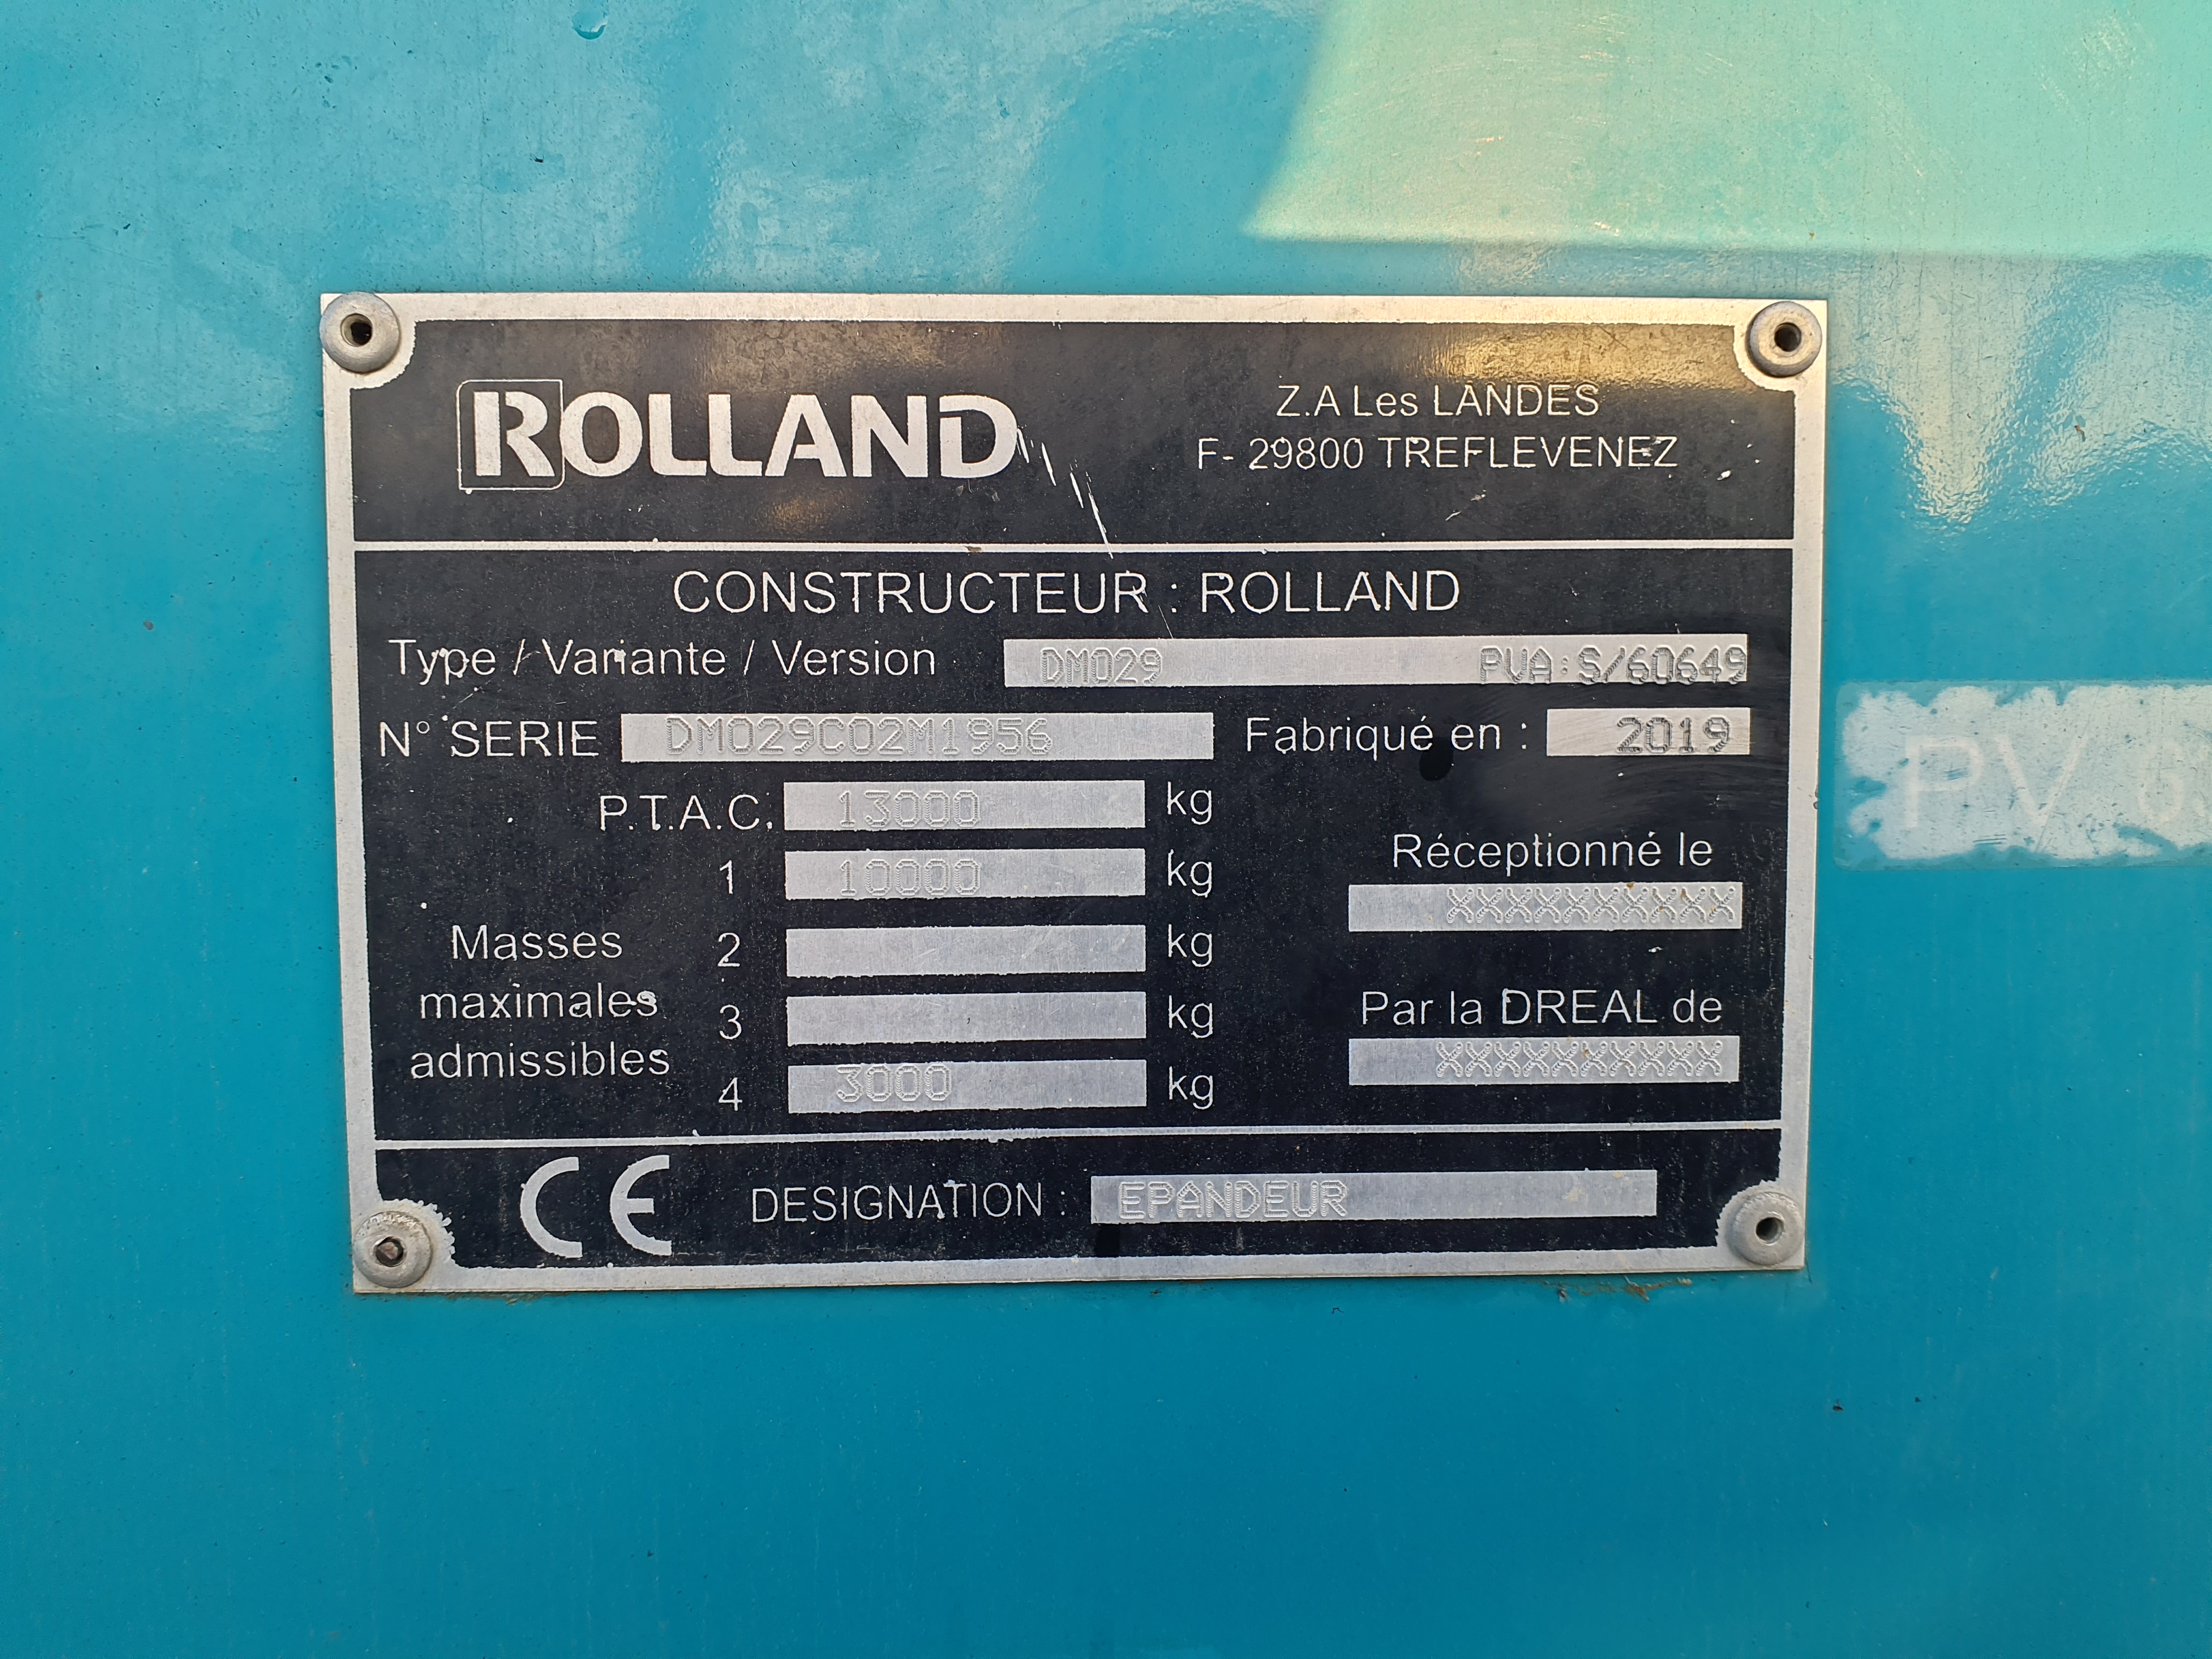 ROLLAND
Z.A Les LANDES
F- 29800 TREFLEVENEZ
CONSTRUCTEUR : ROLLAND
Type / Variante / Version DM029 PVA:S/60649
N° SERIE DM029C02M1956 Fabriqué en : 2019
P.T.A.C. 13000 kg
Masses maximales admissibles
1 10000 kg
2 kg
3 kg
4 3000 kg
Réceptionné le
XXXXXXXXXX
Par la DREAL de
XXXXXXXXXX
CE DESIGNATION : EPANDEUR
PV